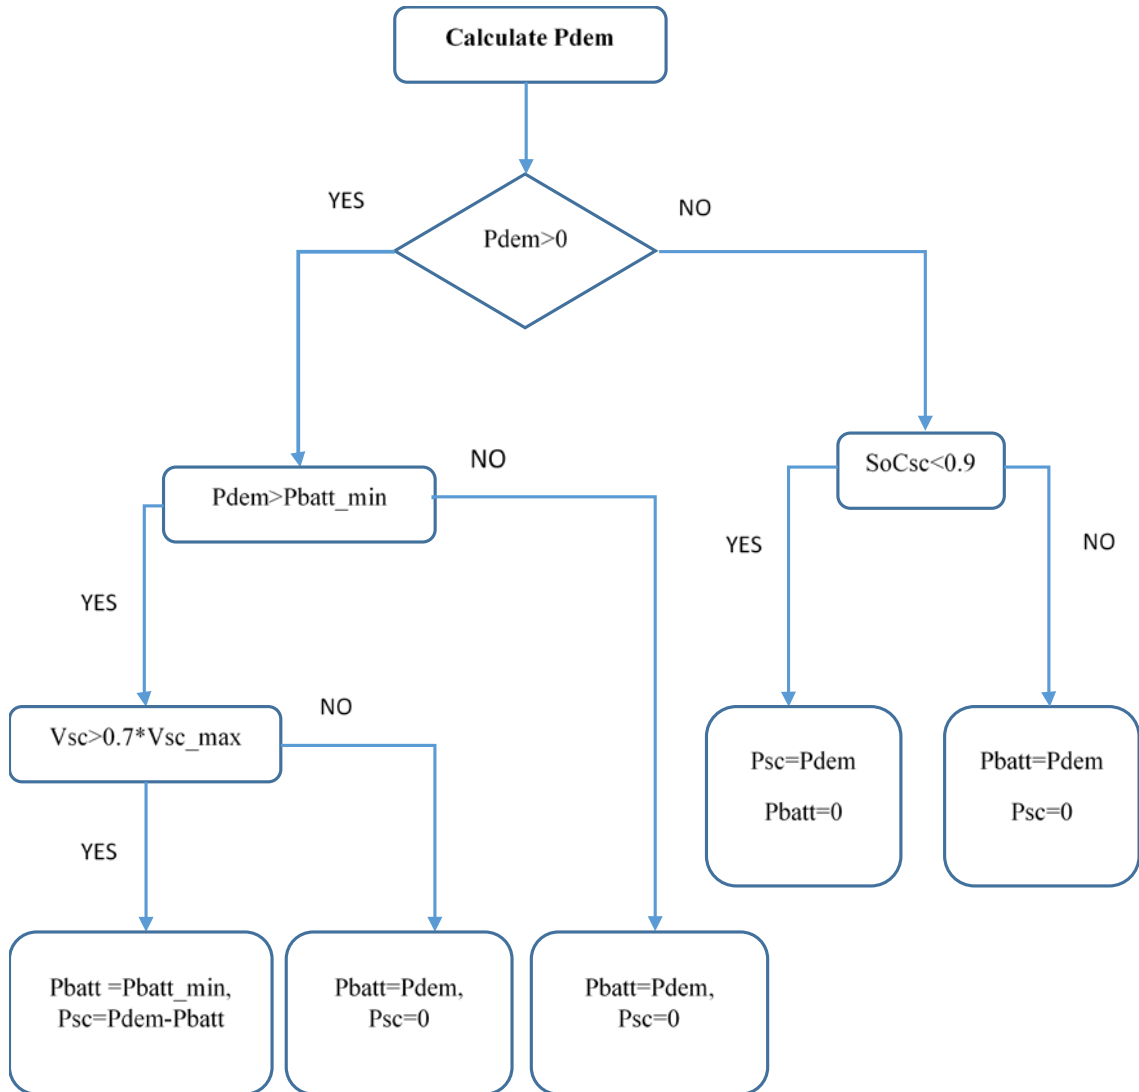 Calculate Pdem
YES
NO
Pdem>0
NO
SoCsc<0.9
Pdem>Pbatt_min
YES
NO
YES
NO
Vsc>0.7*Vsc_max
Psc=Pdem
Pbatt=0
Pbatt=Pdem
Psc=0
YES
Pbatt =Pbatt_min,
Psc=Pdem-Pbatt
Pbatt=Pdem,
Psc=0
Pbatt=Pdem,
Psc=0